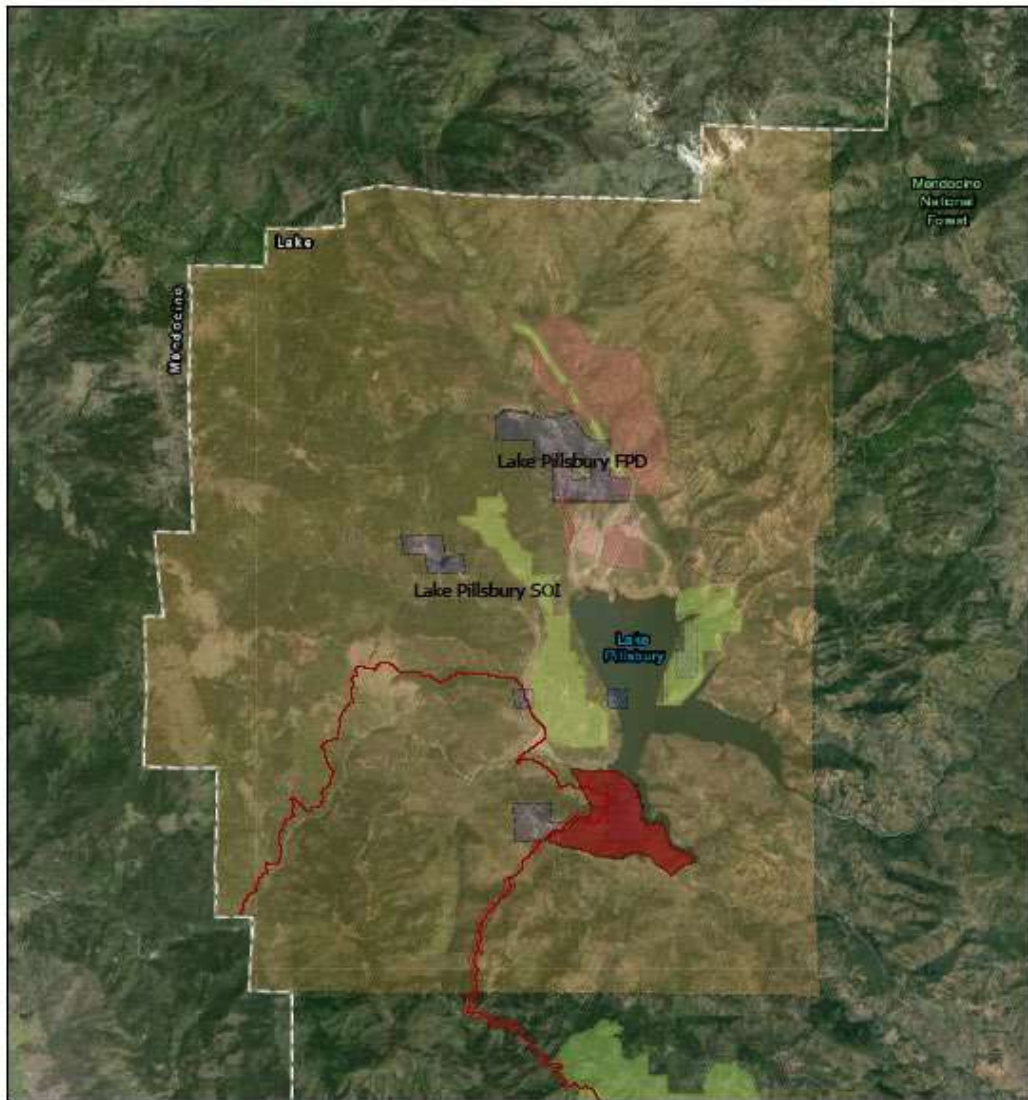 Mendocino
National
Forest
Lake
Mendocino
Lake Pillsbury FPD
Lake Pillsbury SOI
Lake
Pillsbury